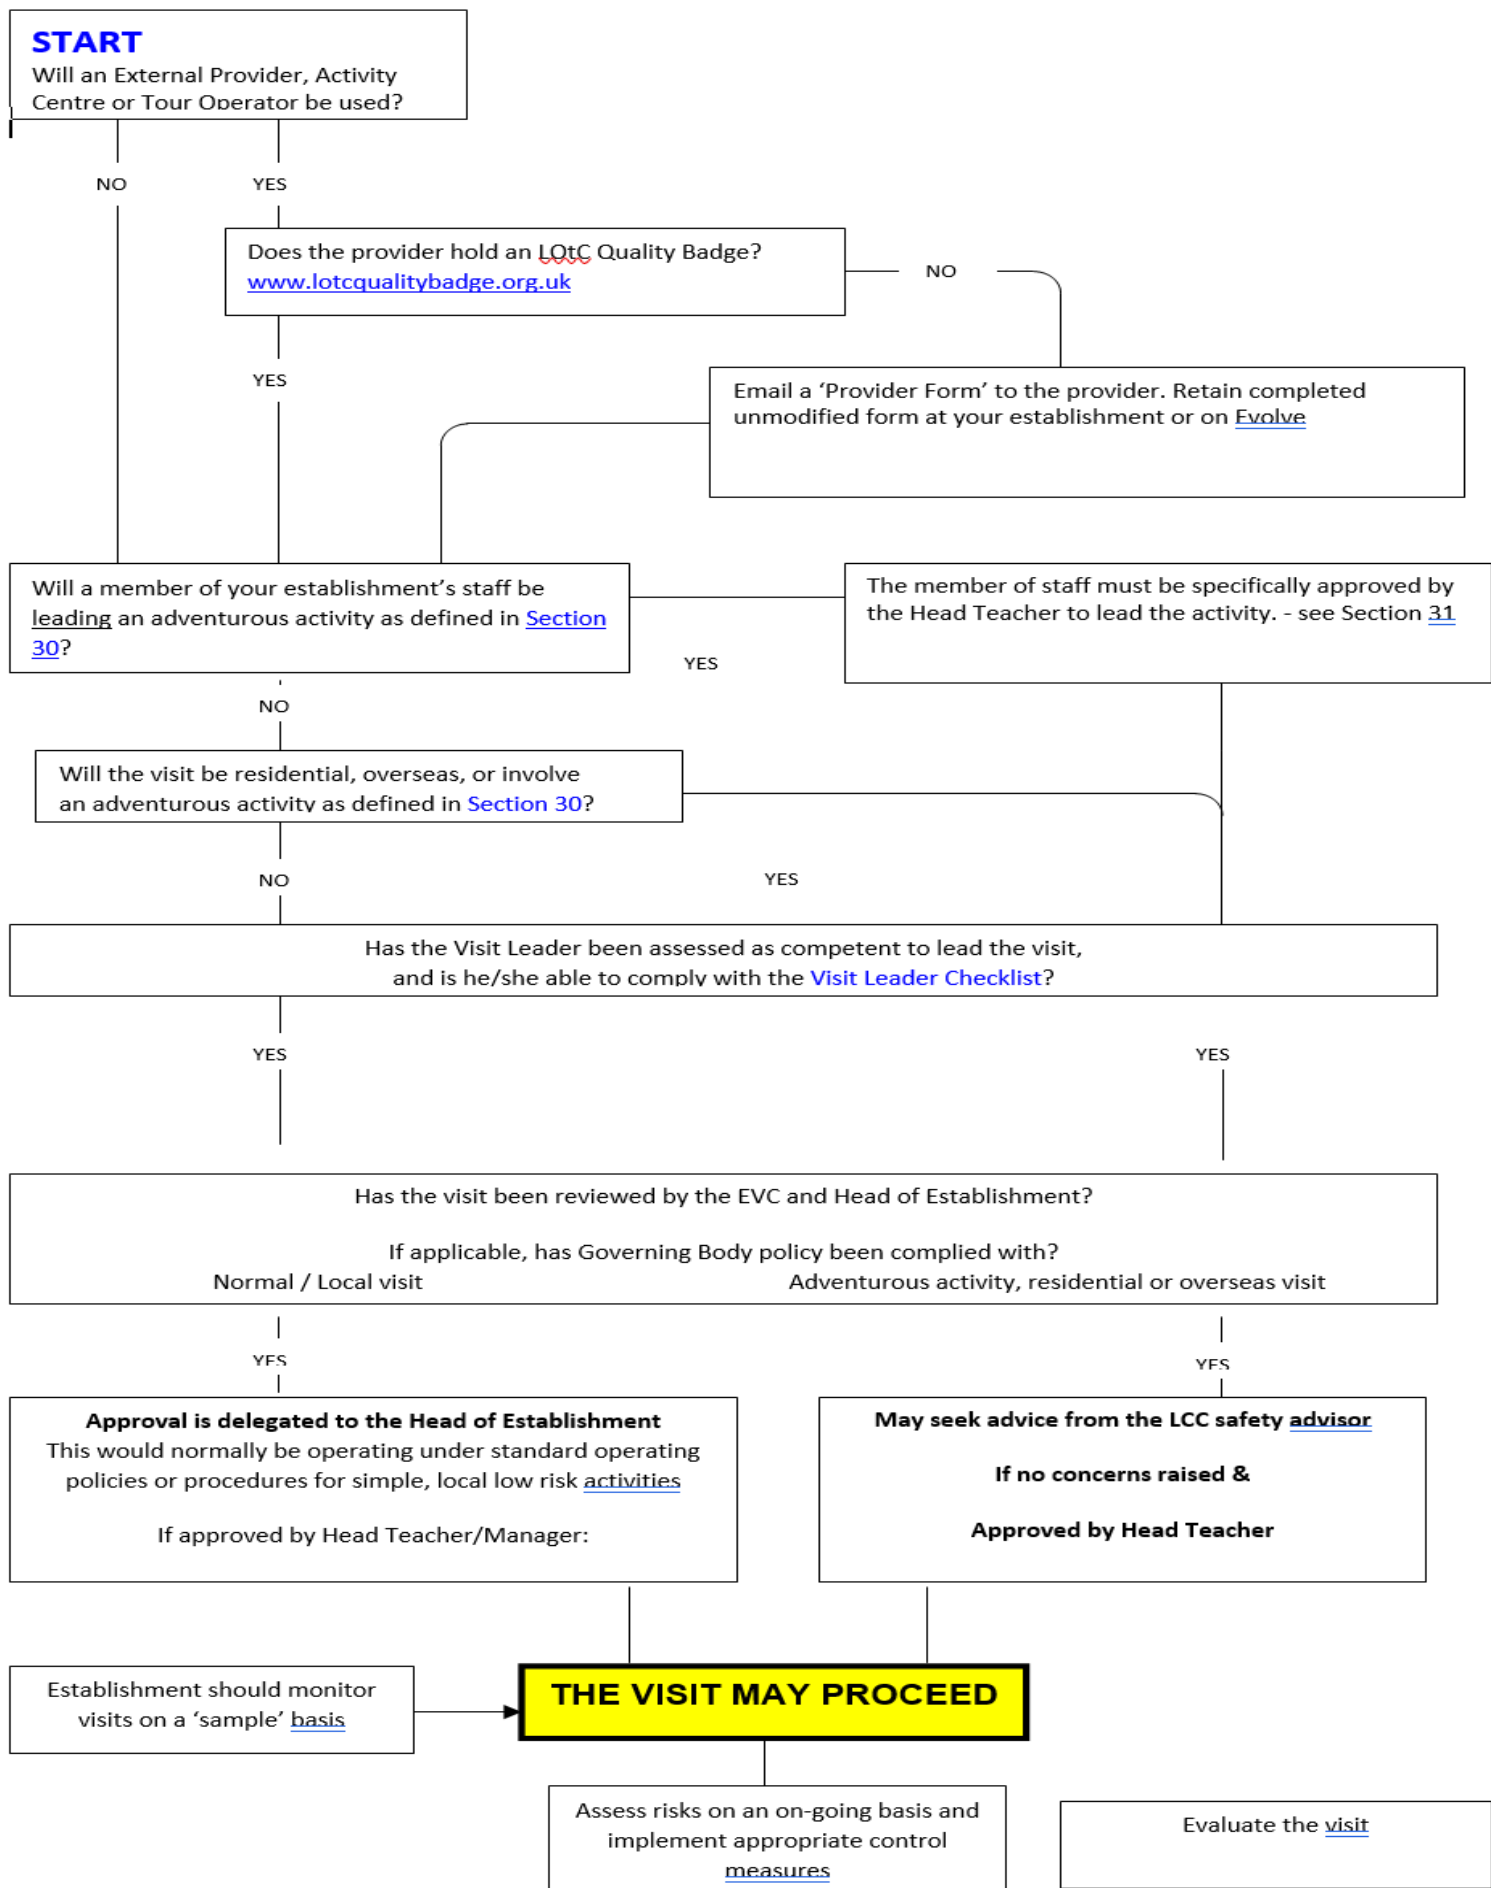 START
Will an External Provider, Activity
Centre or Tour Operator be used?
NO
YES
Does the provider hold an LOtC Quality Badge?
www.lotcqualitybadge.org.uk
NO
YES
Email a ‘Provider Form’ to the provider. Retain completed
unmodified form at your establishment or on Evolve
Will a member of your establishment’s staff be
leading an adventurous activity as defined in Section
30?
YES
The member of staff must be specifically approved by
the Head Teacher to lead the activity. - see Section 31
NO
Will the visit be residential, overseas, or involve
an adventurous activity as defined in Section 30?
NO
YES
Has the Visit Leader been assessed as competent to lead the visit,
and is he/she able to comply with the Visit Leader Checklist?
YES
YES
Has the visit been reviewed by the EVC and Head of Establishment?
If applicable, has Governing Body policy been complied with?
Normal / Local visit
Adventurous activity, residential or overseas visit
YES
YES
Approval is delegated to the Head of Establishment
This would normally be operating under standard operating
policies or procedures for simple, local low risk activities
If approved by Head Teacher/Manager:
May seek advice from the LCC safety advisor
If no concerns raised &
Approved by Head Teacher
Establishment should monitor
visits on a ‘sample’ basis
THE VISIT MAY PROCEED
Assess risks on an on-going basis and
implement appropriate control
measures
Evaluate the visit